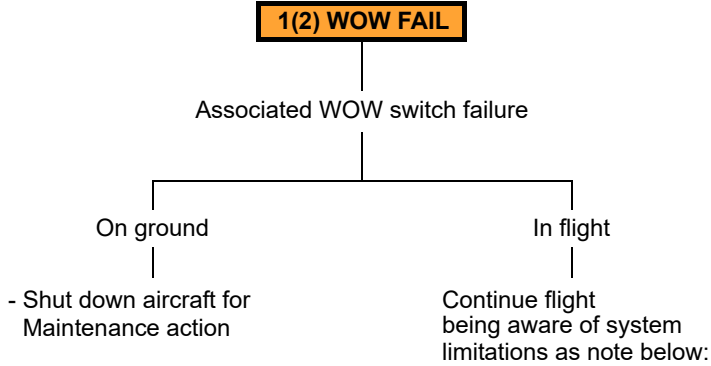 1(2) WOW FAIL
Associated WOW switch failure
On ground
In flight
- Shut down aircraft for
Maintenance action
Continue flight
being aware of system
limitations as note below: